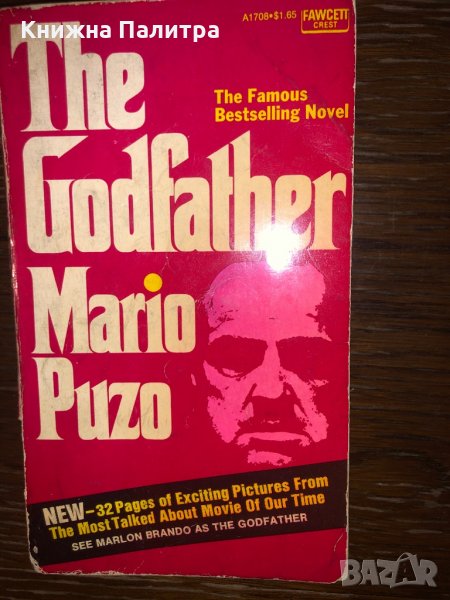 Книжна Палитра
A1708•$1.65
FAWCETT
CREST
The
Godfather
The Famous
Bestselling Novel
Mario
Puzo
NEW–32 Pages of Exciting Pictures From
The Most Talked About Movie Of Our Time
SEE MARLON BRANDO AS THE GODFATHER
BAZAR